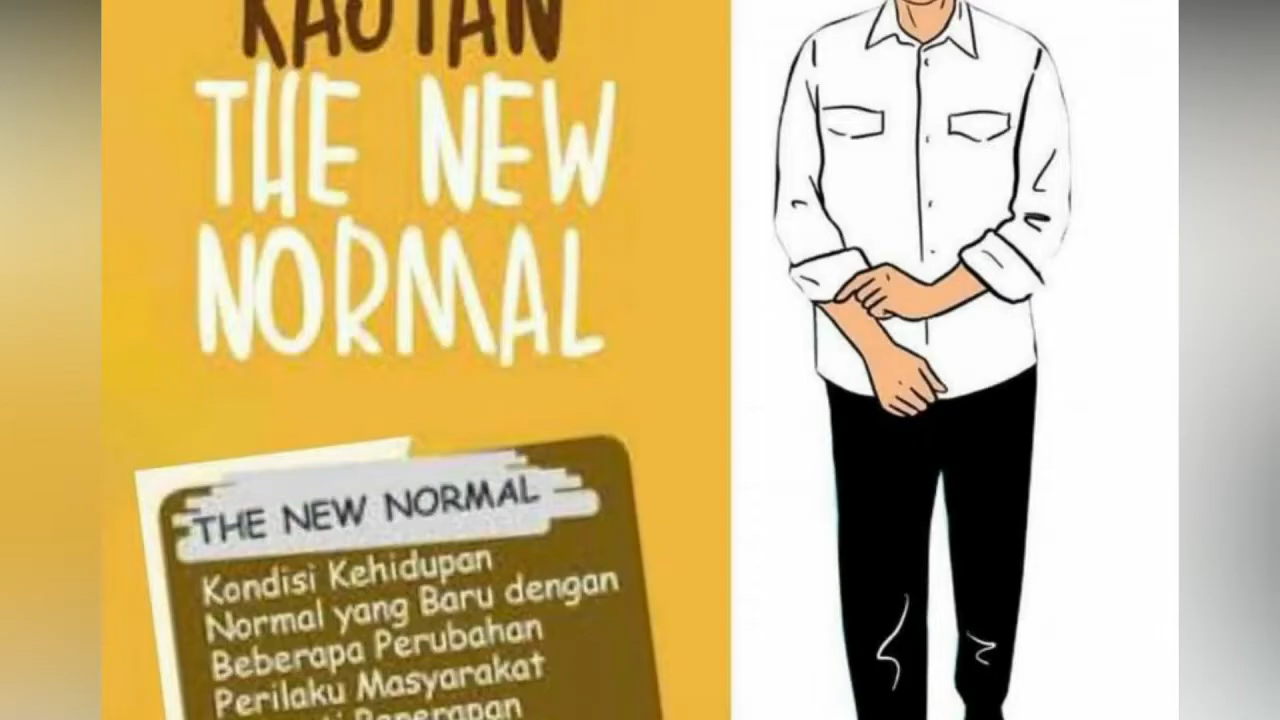 THE NEW
NORMAL
THE NEW NORMAL
Kondisi Kehidupan
Normal yang Baru dengan
Beberapa Perubahan
Perilaku Masyarakat